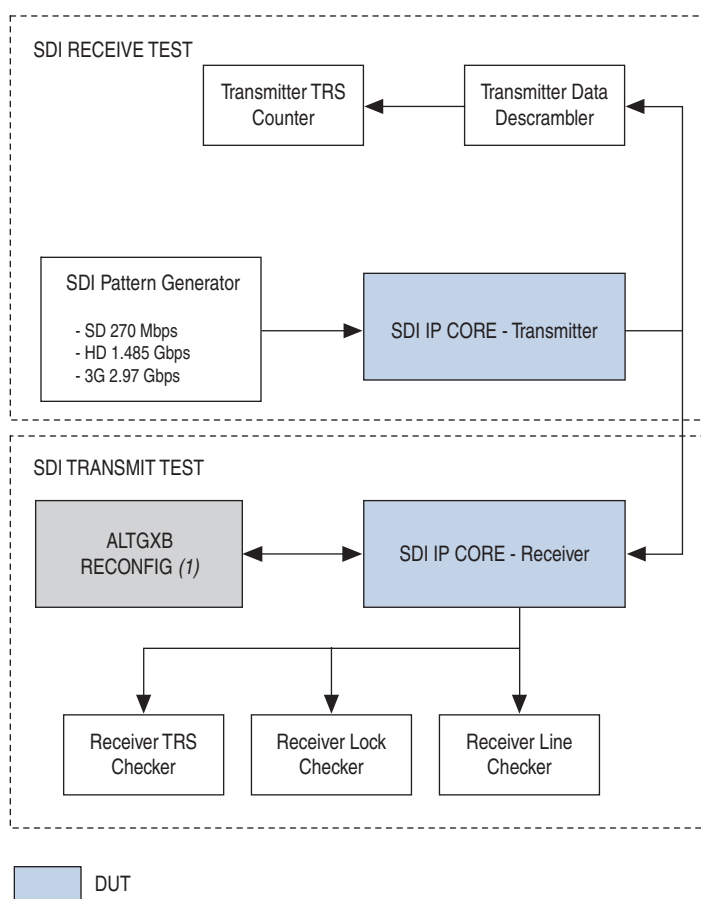 SDI RECEIVE TEST
Transmitter TRS
Counter
Transmitter Data
Descrambler
SDI Pattern Generator
- SD 270 Mbps
- HD 1.485 Gbps
- 3G 2.97 Gbps
SDI IP CORE - Transmitter
SDI TRANSMIT TEST
ALTGXB
RECONFIG (1)
SDI IP CORE - Receiver
Receiver TRS
Checker
Receiver Lock
Checker
Receiver Line
Checker
DUT